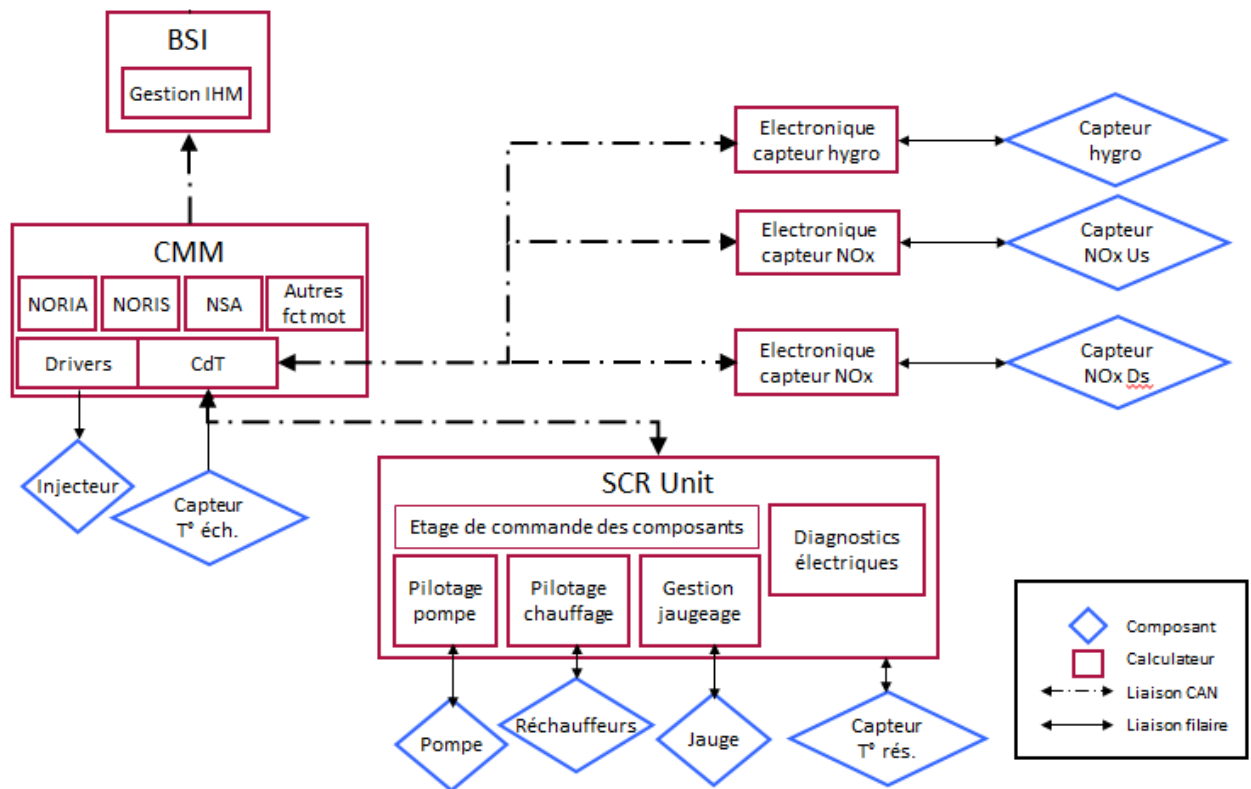 BSI
Gestion IHM
CMM
NORIA
NORIS
NSA
Autres
fct mot
Drivers
CdT
Electronique
capteur hygro
Capteur
hygro
Electronique
capteur NOx
Capteur
NOx Us
Electronique
capteur NOx
Capteur
NOx Ds
Injecteur
Capteur
T° éch.
SCR Unit
Etage de commande des composants
Diagnostics
électriques
Pilotage
pompe
Pilotage
chauffage
Gestion
jaugeage
Pompe
Réchauffeurs
Jauge
Capteur
T° rés.
Composant
Calculateur
Liaison CAN
Liaison filaire